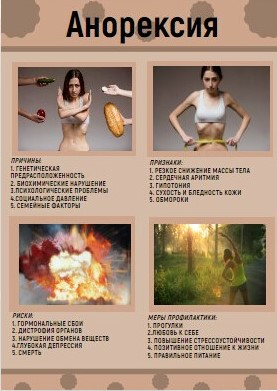 Анорексия
ПРИЧИНЫ:
1. ГЕНЕТИЧЕСКАЯ
ПРЕДРАСПОЛОЖЕННОСТЬ
2. БИОХИМИЧЕСКИЕ НАРУШЕНИЕ
3.ПСИХОЛОГИЧЕСКИЕ ПРОБЛЕМЫ
4.СОЦИАЛЬНОЕ ДАВЛЕНИЕ
5. СЕМЕЙНЫЕ ФАКТОРЫ
ПРИЗНАКИ:
1. РЕЗКОЕ СНИЖЕНИЕ МАССЫ ТЕЛА
2. СЕРДЕЧНАЯ АРИТМИЯ
3. ГИПОТОНИЯ
4. СУХОСТЬ И БЛЕДНОСТЬ КОЖИ
5. ОБМОРОКИ
РИСКИ:
1. ГОРМОНАЛЬНЫЕ СБОИ
2. ДИСТРОФИЯ ОРГАНОВ
3. НАРУШЕНИЕ ОБМЕНА ВЕЩЕСТВ
4.ГЛУБОКАЯ ДЕПРЕССИЯ
5. СМЕРТЬ
МЕРЫ ПРОФИЛАКТИКИ:
1. ПРОГУЛКИ
2.ЛЮБОВЬ К СЕБЕ
3. ПОВЫШЕНИЕ СТРЕССОУСТОЙЧИВОСТИ
4. ПОЗИТИВНОЕ ОТНОШЕНИЕ К ЖИЗНИ
5. ПРАВИЛЬНОЕ ПИТАНИЕ